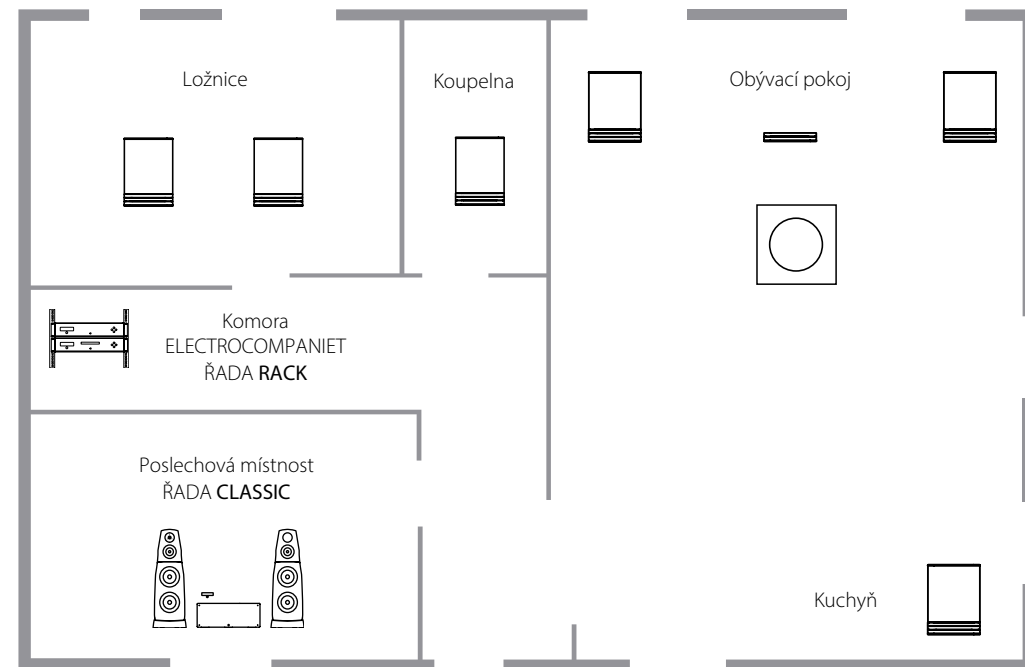 Ložnice
Koupelna
Obývací pokoj
Komora
ELECTROCOMPANIET
ŘADA RACK
Poslechová místnost
ŘADA CLASSIC
Kuchyň